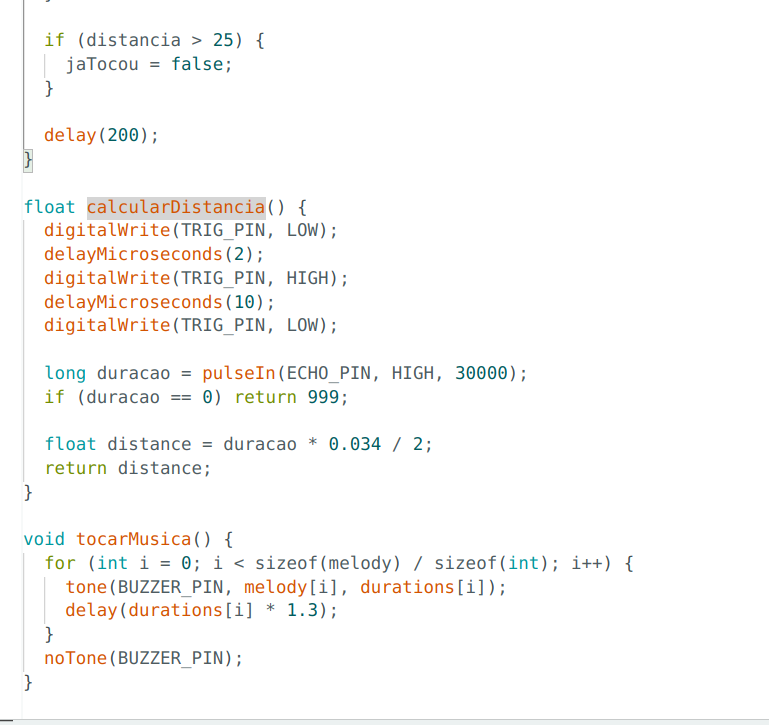 if (distancia > 25) {
jaTocou = false;
}
delay(200);
}
float calcularDistancia() {
digitalWrite(TRIG_PIN, LOW);
delayMicroseconds(2);
digitalWrite(TRIG_PIN, HIGH);
delayMicroseconds(10);
digitalWrite(TRIG_PIN, LOW);
long duracao = pulseIn(ECHO_PIN, HIGH, 30000);
if (duracao == 0) return 999;
float distance = duracao * 0.034 / 2;
return distance;
}
void tocarMusica() {
for (int i = 0; i < sizeof(melody) / sizeof(int); i++) {
tone(BUZZER_PIN, melody[i], durations[i]);
delay(durations[i] * 1.3);
}
noTone(BUZZER_PIN);
}